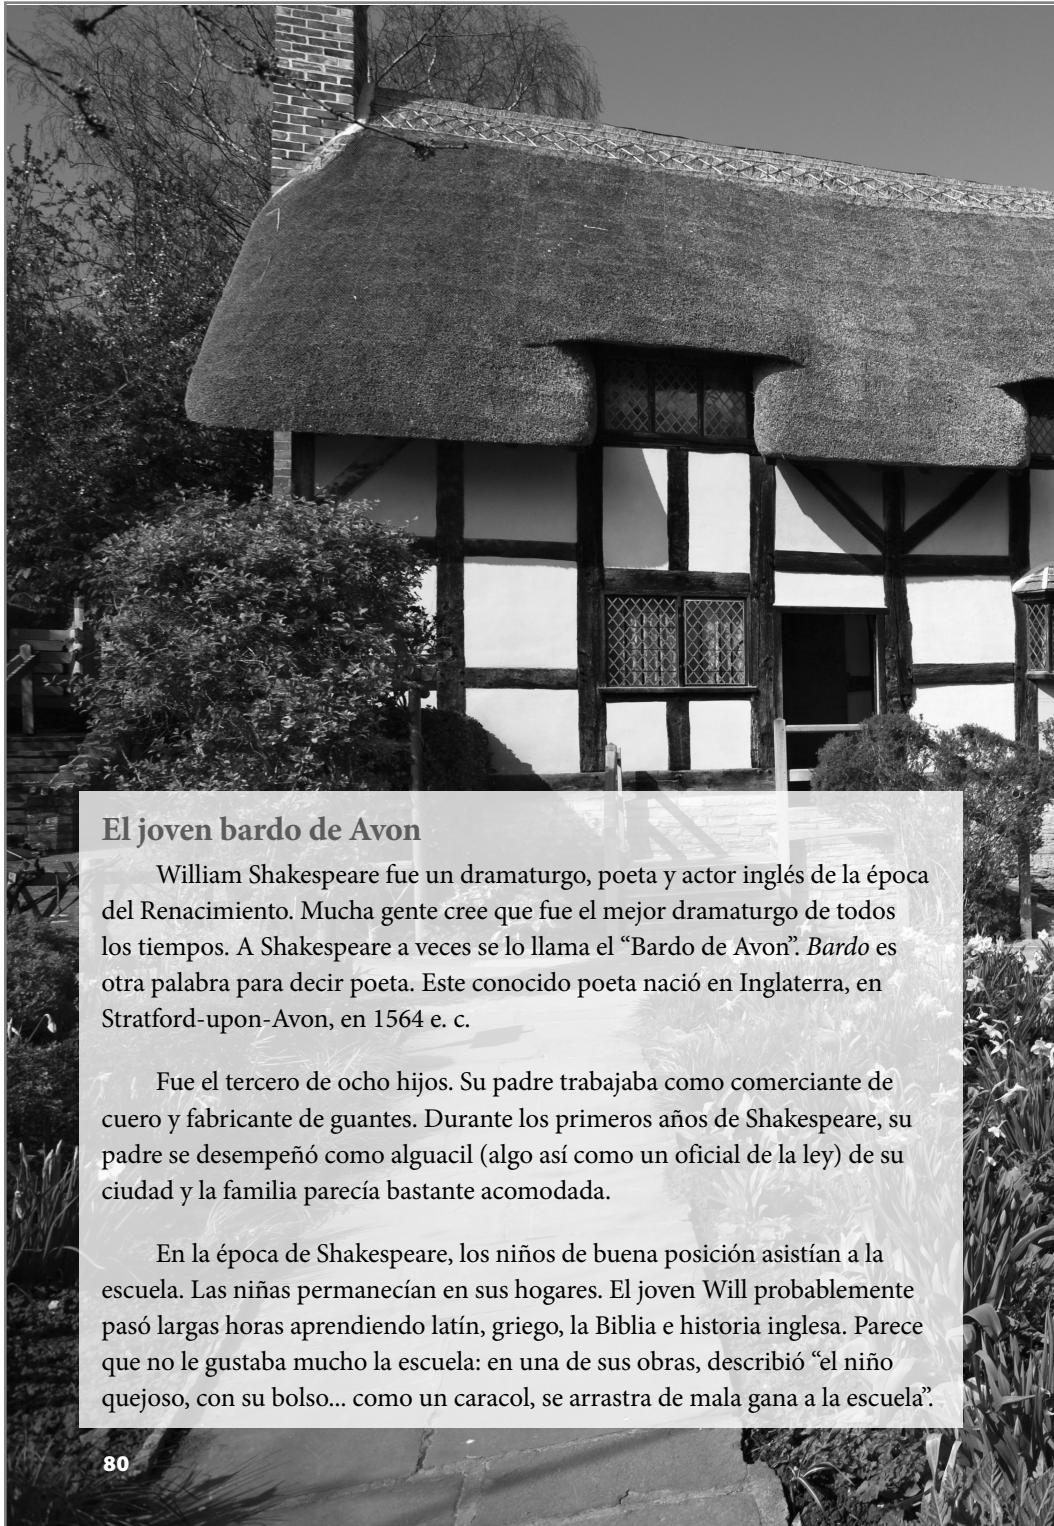 El joven bardo de Avon
William Shakespeare fue un dramaturgo, poeta y actor inglés de la época
del Renacimiento. Mucha gente cree que fue el mejor dramaturgo de todos
los tiempos. A Shakespeare a veces se lo llama el “Bardo de Avon”. Bardo es
otra palabra para decir poeta. Este conocido poeta nació en Inglaterra, en
Stratford-upon-Avon, en 1564 e. c.
Fue el tercero de ocho hijos. Su padre trabajaba como comerciante de
cuero y fabricante de guantes. Durante los primeros años de Shakespeare, su
padre se desempeñó como alguacil (algo así como un oficial de la ley) de su
ciudad y la familia parecía bastante acomodada.
En la época de Shakespeare, los niños de buena posición asistían a la
escuela. Las niñas permanecían en sus hogares. El joven Will probablemente
pasó largas horas aprendiendo latín, griego, la Biblia e historia inglesa. Parece
que no le gustaba mucho la escuela: en una de sus obras, describió “el niño
quejoso, con su bolso... como un caracol, se arrastra de mala gana a la escuela”.
80